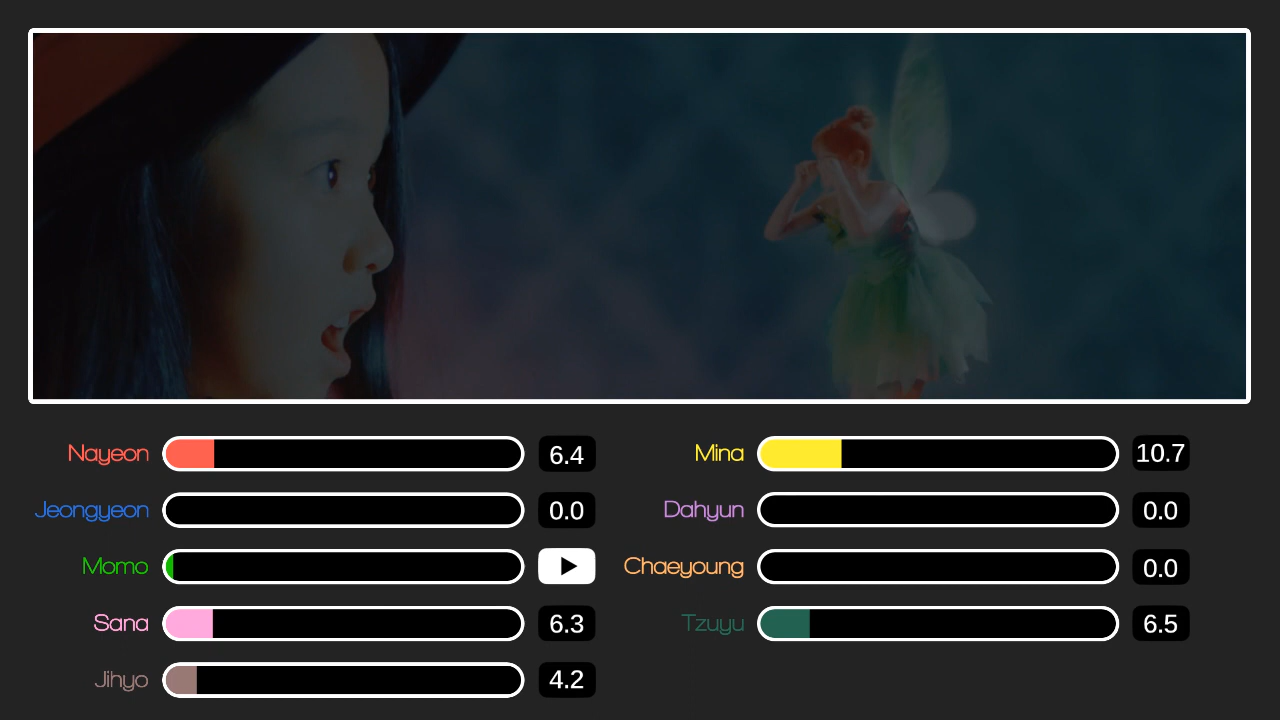 Nayeon 6.4
Mina 10.7
Jeongyeon 0.0
Dahyun 0.0
Momo
Chaeyoung 0.0
Sana 6.3
Tzuyu 6.5
Jihyo 4.2